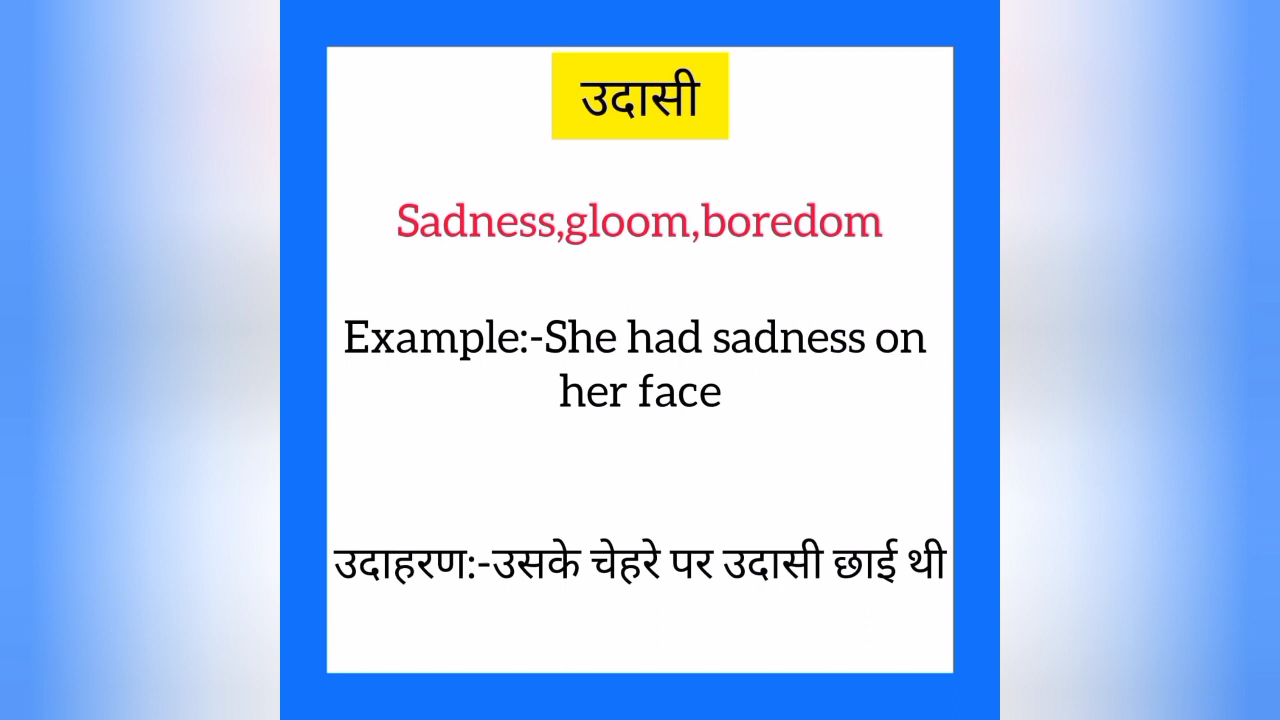 उदासी
Sadness,gloom,boredom
Example:-She had sadness on
her face
उदाहरण:-उसके चेहरे पर उदासी छाई थी